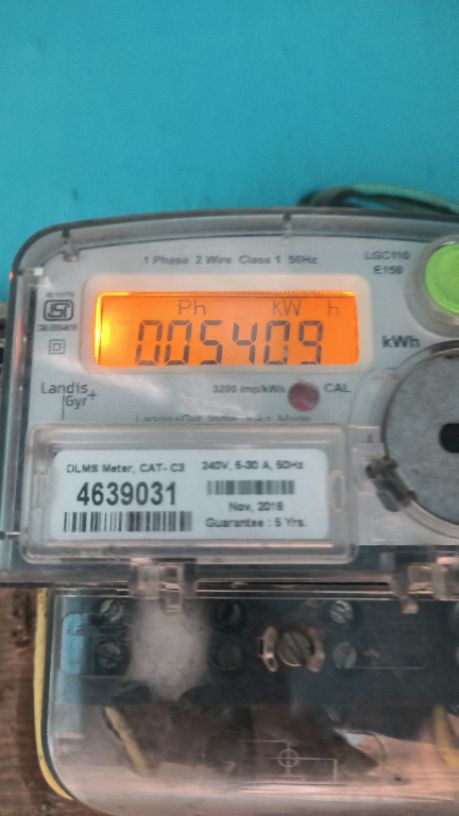 1 Phase 2 Wire Class 1 50Hz
LGC110
E150
Ph KW h
005409
kWh
Landis
Gyr+
3200 imp/kWh CAL
DLMS Meter, CAT- C3
4639031
240V, 5-30 A, 50Hz
Nov, 2018
Guarantee : 5 Yrs.